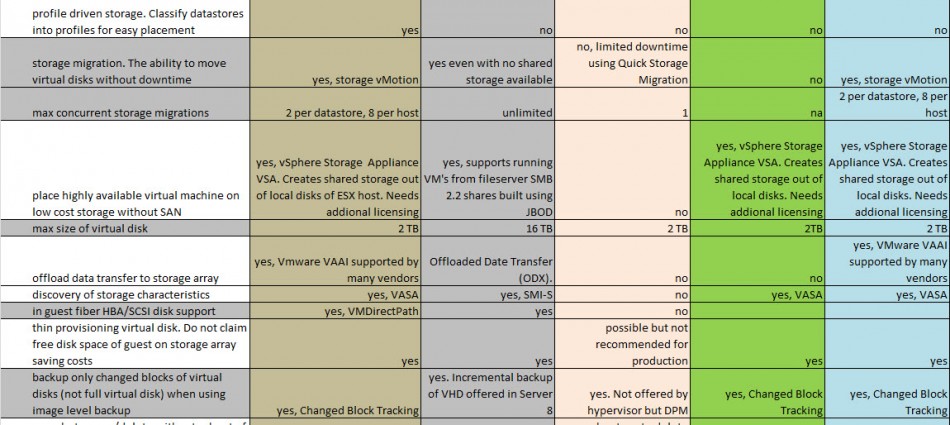 profile driven storage. Classify datastores
into profiles for easy placement
yes
no
no
no
no
storage migration. The ability to move
virtual disks without downtime
yes, storage vMotion
yes even with no shared
storage available
no, limited downtime
using Quick Storage
Migration
no
yes, storage vMotion
max concurrent storage migrations
2 per datastore, 8 per host
unlimited
1
na
2 per datastore, 8 per
host
place highly available virtual machine on
low cost storage without SAN
yes, vSphere Storage Appliance
VSA. Creates shared storage out
of local disks of ESX host. Needs
addional licensing
yes, supports running
VM's from fileserver SMB
2.2 shares built using
JBOD
no
yes, vSphere Storage
Appliance VSA. Creates
shared storage out of
local disks. Needs
addional licensing
yes, vSphere Storage
Appliance VSA. Creates
shared storage out of
local disks. Needs
addional licensing
max size of virtual disk
2 TB
16 TB
2 TB
2TB
2 TB
offload data transfer to storage array
yes, Vmware VAAI supported by
many vendors
Offloaded Date Transfer
(ODX).
no
no
yes, VMware VAAI
supported by many
vendors
discovery of storage characteristics
yes, VASA
yes, SMI-S
no
yes, VASA
yes, VASA
in guest fiber HBA/SCSI disk support
yes, VMDirectPath
yes
no
thin provisioning virtual disk. Do not claim
free disk space of guest on storage array
saving costs
yes
yes
possible but not
recommended for
production
yes
yes
backup only changed blocks of virtual
disks (not full virtual disk) when using
image level backup
yes, Changed Block Tracking
yes. Incremental backup
of VHD offered in Server
8
yes. Not offered by
hypervisor but DPM
yes, Changed Block
Tracking
yes, Changed Block
Tracking